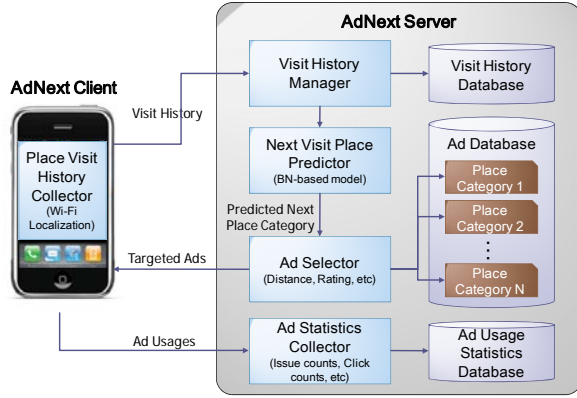 AdNext Server
AdNext Client
Visit History
Manager
Visit History
Database
Visit History
Place Visit
History
Collector
(Wi-Fi
Localization)
Next Visit Place
Predictor
(BN-based model)
Ad Database
Place
Category 1
Place
Category 2
Place
Category N
Predicted Next
Place Category
Targeted Ads
Ad Selector
(Distance, Rating, etc)
Ad Usages
Ad Statistics
Collector
(Issue counts, Click
counts, etc)
Ad Usage
Statistics
Database